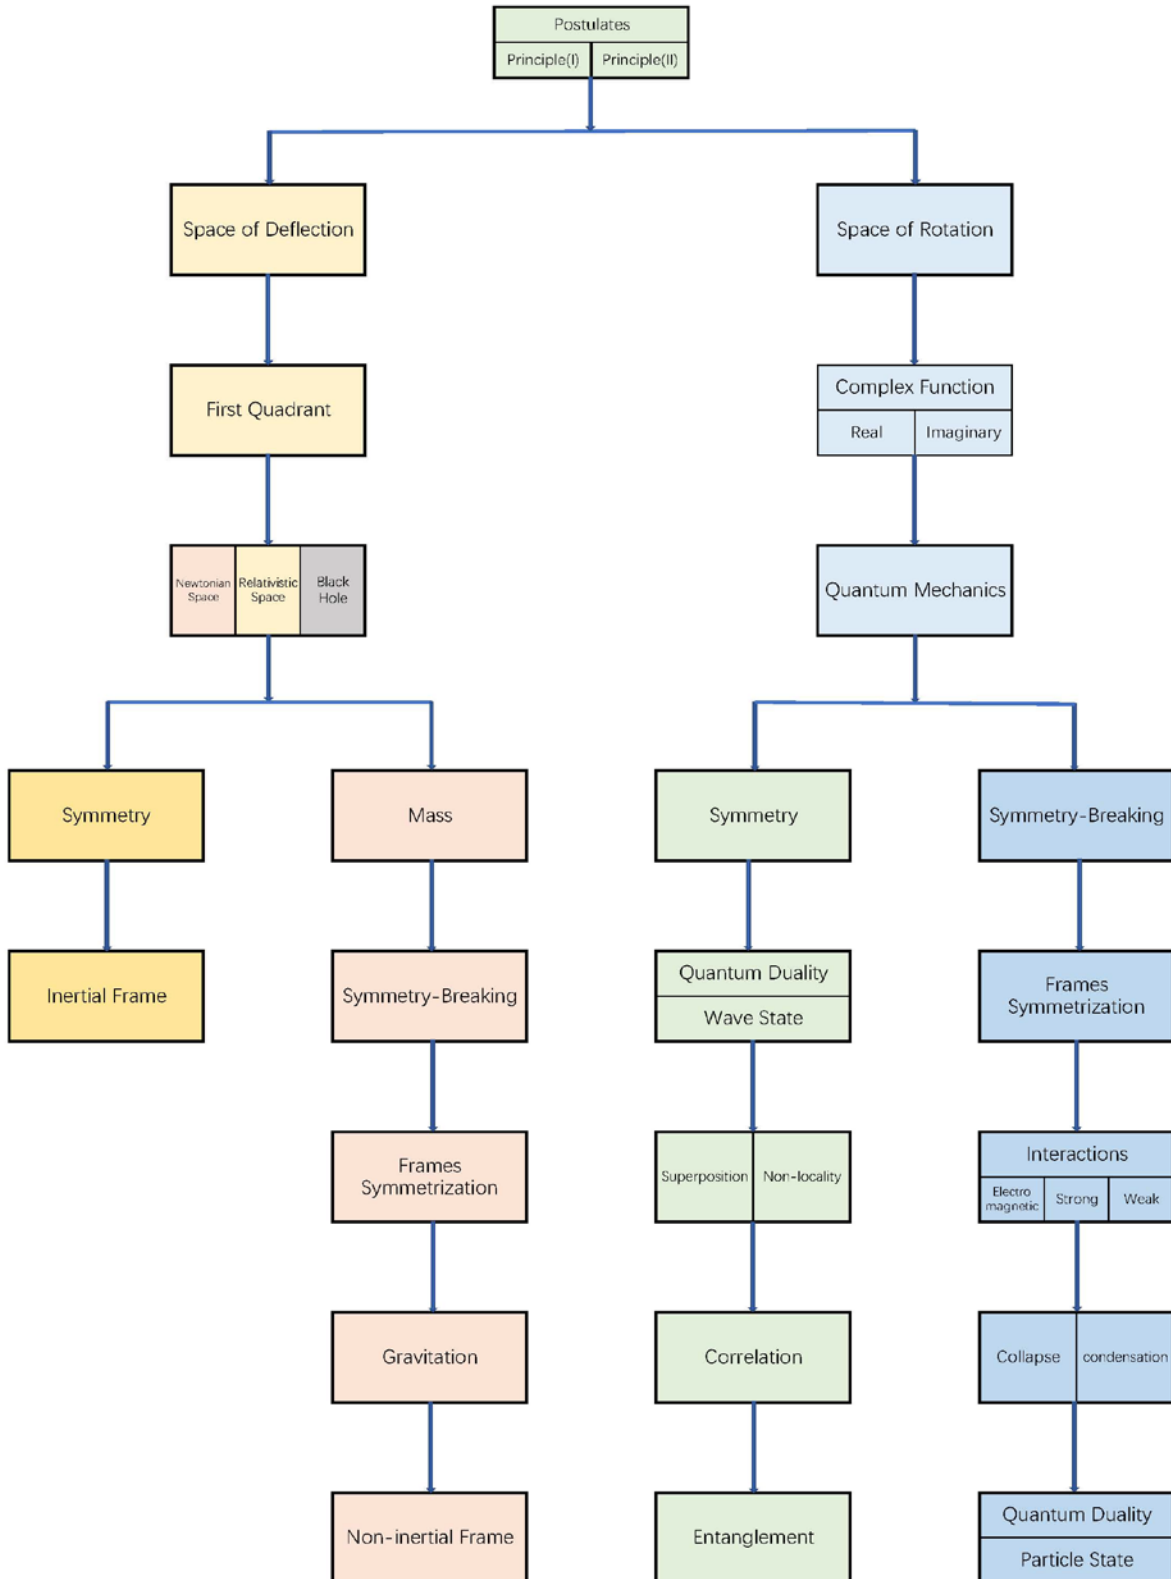 Postulates
Principle(I) Principle(II)
Space of Deflection
Space of Rotation
First Quadrant
Complex Function
Real
Imaginary
Newtonian
Space
Relativistic
Space
Black
Hole
Quantum Mechanics
Symmetry
Mass
Symmetry
Symmetry-Breaking
Inertial Frame
Symmetry-Breaking
Quantum Duality
Wave State
Frames
Symmetrization
Frames
Symmetrization
Superposition
Non-locality
Interactions
Electro
magnetic
Strong
Weak
Gravitation
Correlation
Collapse
condensation
Non-inertial Frame
Entanglement
Quantum Duality
Particle State